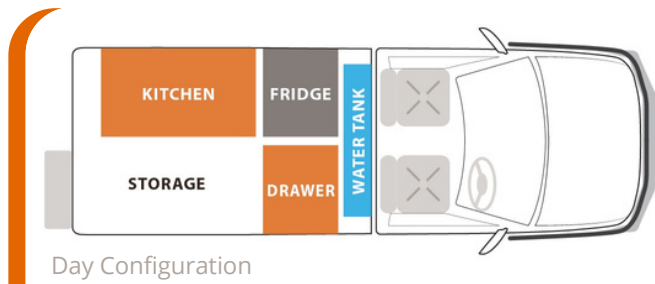 KITCHEN
FRIDGE
WATER TANK
STORAGE
DRAWER
Day Configuration